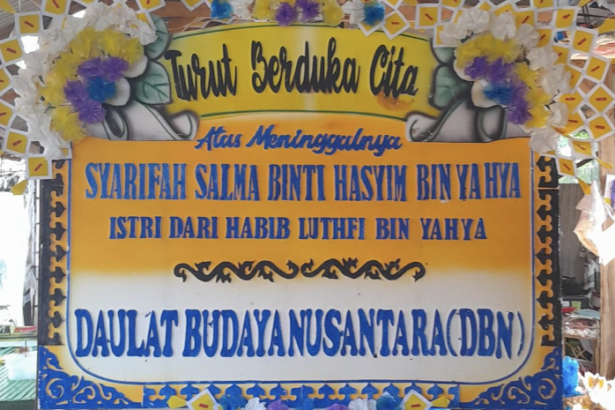 Turut Berduka Cita
Atas Meninggalnya
SYARIFAH SALMA BINTI HASYIM BIN YAHYA
ISTRI DARI HABIB LUTHFI BIN YAHYA
DAULAT BUDAYA NUSANTARA (DBN)